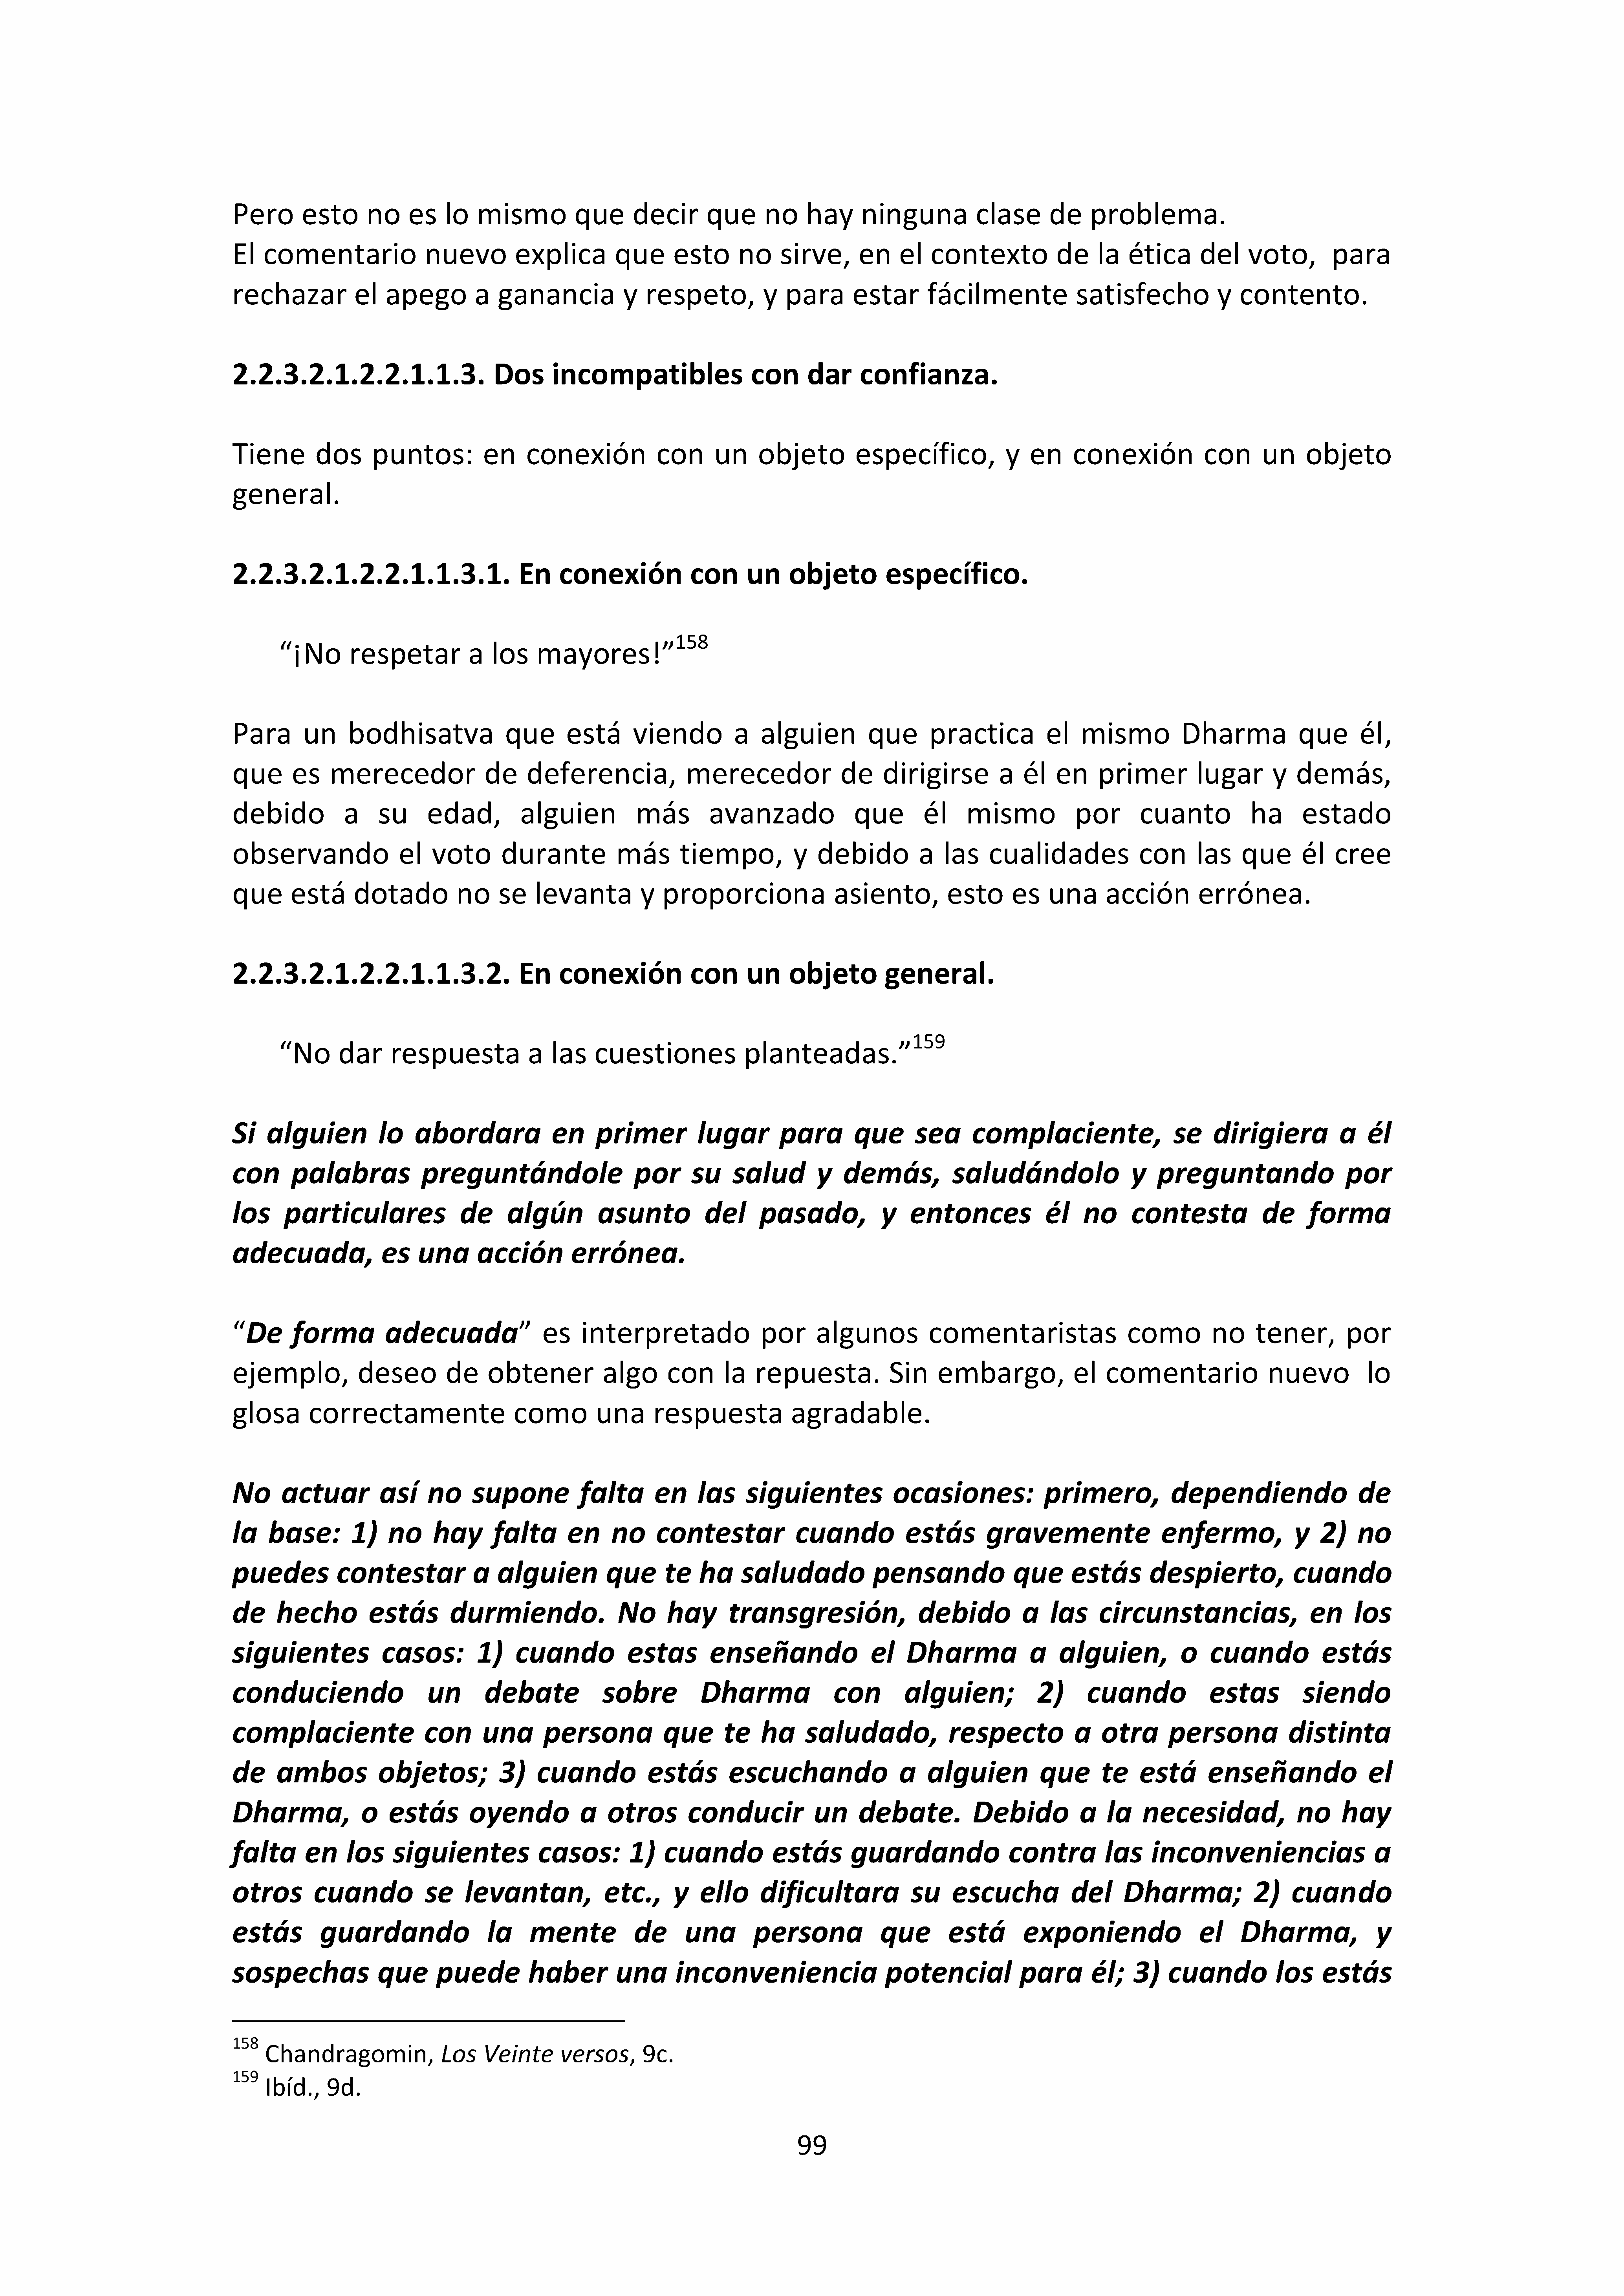 Pero esto no es lo mismo que decir que no hay ninguna clase de problema.
El comentario nuevo explica que esto no sirve, en el contexto de la ética del voto,  para
rechazar el apego a ganancia y respeto, y para estar fácilmente satisfecho y contento.
2.2.3.2.1.2.2.1.1.3. Dos incompatibles con dar confianza.
Tiene dos puntos: en conexión con un objeto específico, y en conexión con un objeto
general.
2.2.3.2.1.2.2.1.1.3.1. En conexión con un objeto específico.
“¡No respetar a los mayores!”158
Para un bodhisatva que está viendo a alguien que practica el mismo Dharma que él,
que es merecedor de deferencia, merecedor de dirigirse a él en primer lugar y demás,
debido a su edad, alguien más avanzado que él mismo por cuanto ha estado
observando el voto durante más tiempo, y debido a las cualidades con las que él cree
que está dotado no se levanta y proporciona asiento, esto es una acción errónea.
2.2.3.2.1.2.2.1.1.3.2. En conexión con un objeto general.
“No dar respuesta a las cuestiones planteadas.”159
Si alguien lo abordara en primer lugar para que sea complaciente, se dirigiera a él
con palabras preguntándole por su salud y demás, saludándolo y preguntando por
los particulares de algún asunto del pasado, y entonces él no contesta de forma
adecuada, es una acción errónea.
“De forma adecuada” es interpretado por algunos comentaristas como no tener, por
ejemplo, deseo de obtener algo con la repuesta. Sin embargo, el comentario nuevo  lo
glosa correctamente como una respuesta agradable.
No actuar así no supone falta en las siguientes ocasiones: primero, dependiendo de
la base: 1) no hay falta en no contestar cuando estás gravemente enfermo, y 2) no
puedes contestar a alguien que te ha saludado pensando que estás despierto, cuando
de hecho estás durmiendo. No hay transgresión, debido a las circunstancias, en los
siguientes casos: 1) cuando estas enseñando el Dharma a alguien, o cuando estás
conduciendo un debate sobre Dharma con alguien; 2) cuando estas siendo
complaciente con una persona que te ha saludado, respecto a otra persona distinta
de ambos objetos; 3) cuando estás escuchando a alguien que te está enseñando el
Dharma, o estás oyendo a otros conducir un debate. Debido a la necesidad, no hay
falta en los siguientes casos: 1) cuando estás guardando contra las inconveniencias a
otros cuando se levantan, etc., y ello dificultara su escucha del Dharma; 2) cuando
estás guardando la mente de una persona que está exponiendo el Dharma, y
sospechas que puede haber una inconveniencia potencial para él; 3) cuando los estás
158 Chandragomin, Los Veinte versos, 9c.
159 Ibíd., 9d.
99